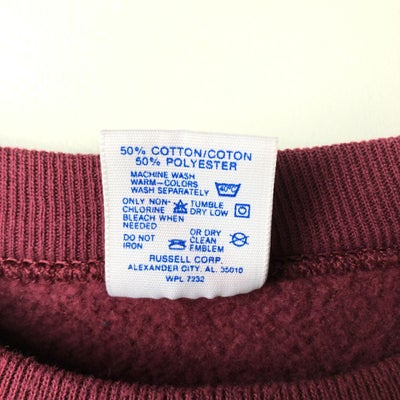 50% COTTON/COTON
50% POLYESTER
MACHINE WASH
WARM-COLORS
WASH SEPARATELY
40°C
ONLY NON-
CHLORINE
BLEACH WHEN
NEEDED
TUMBLE
DRY LOW
DO NOT
IRON
OR DRY
CLEAN
EMBLEM
RUSSELL CORP.
ALEXANDER CITY, AL. 35010
WPL 7232